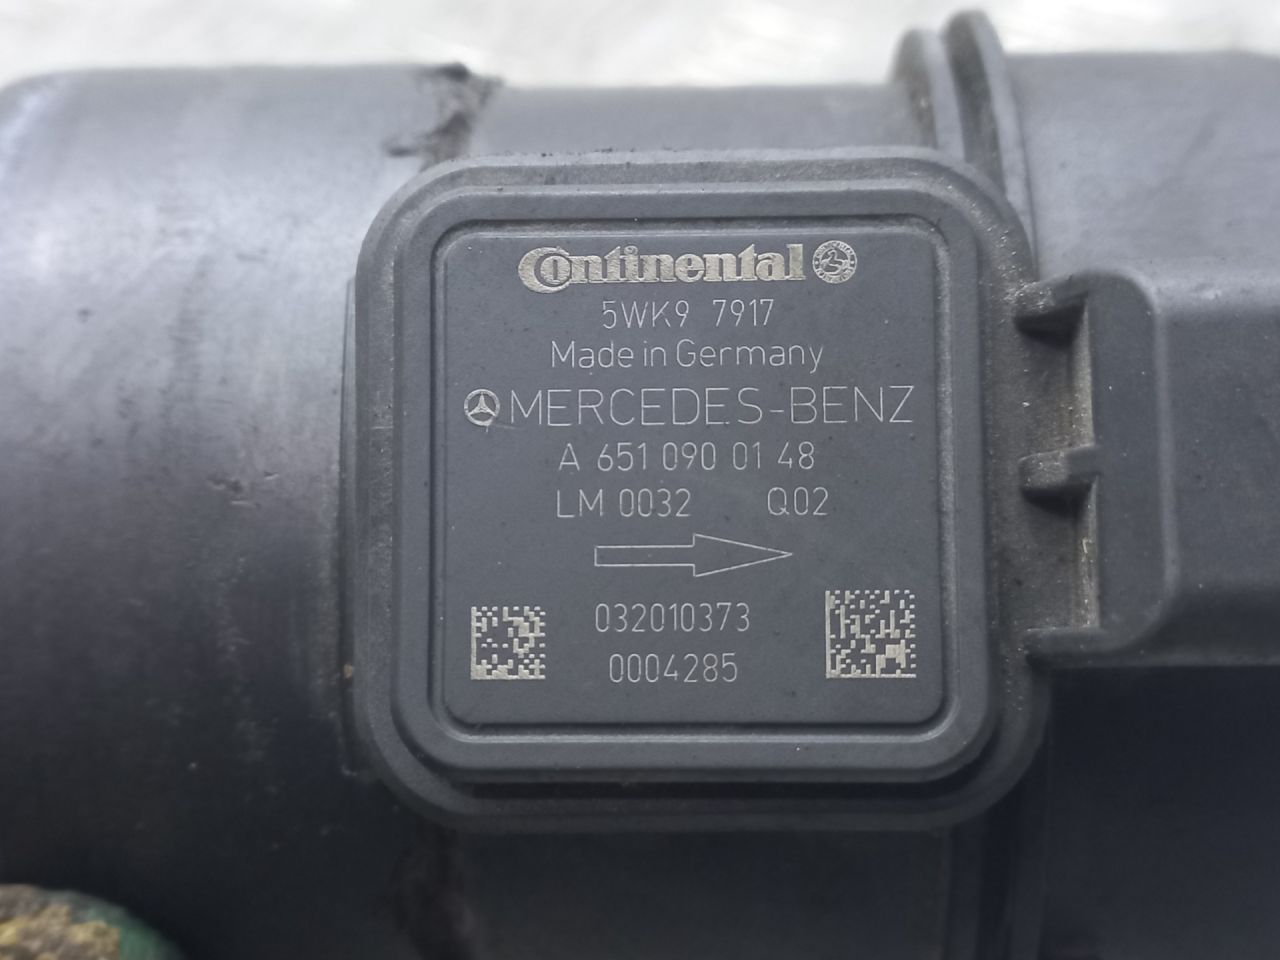 Continental
5WK9 7917
Made in Germany
MERCEDES-BENZ
A 651 090 01 48
LM 0032 Q02
032010373
0004285